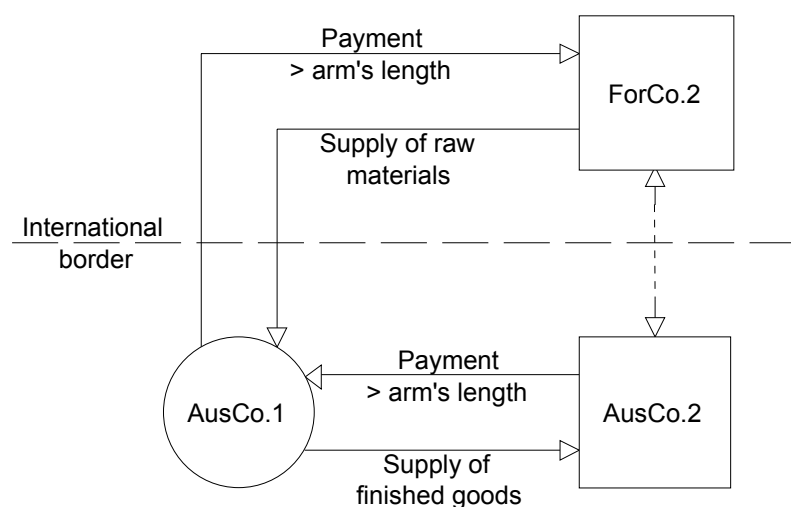 Payment
> arm's length
ForCo.2
Supply of raw
materials
International
border
Payment
> arm's length
AusCo.1
AusCo.2
Supply of
finished goods